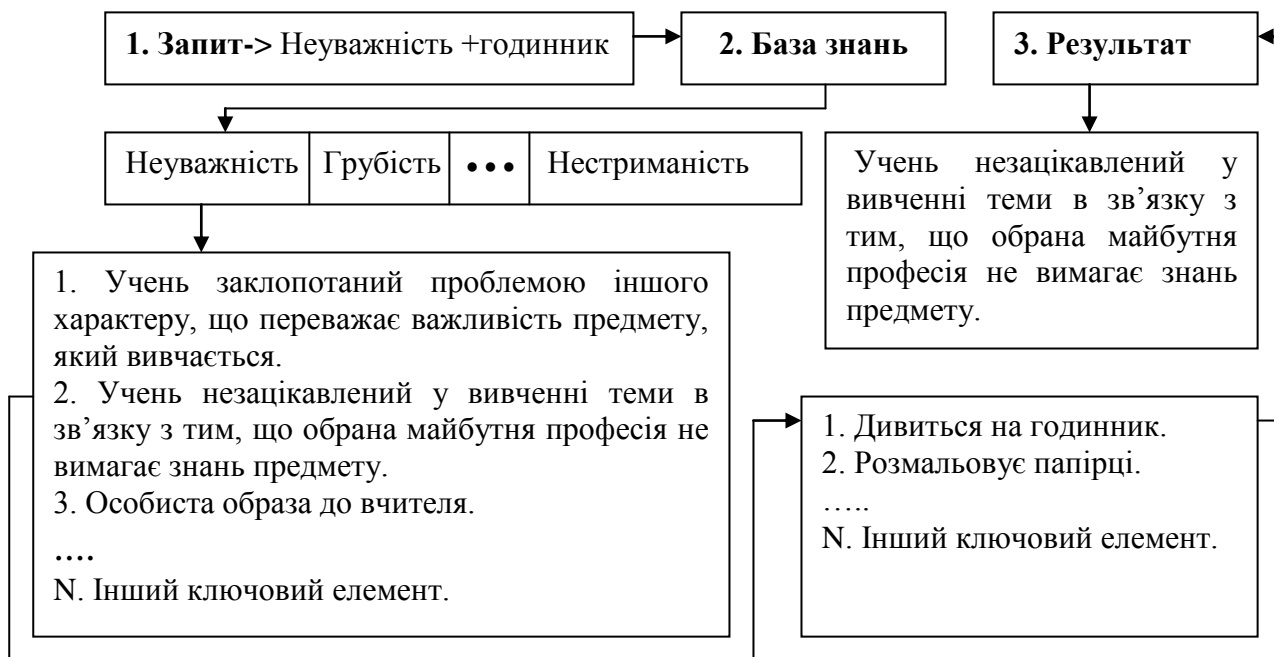 1. Запит-> Неуважність +годинник
2. База знань
3. Результат
Неуважність
Грубість
•••
Нестриманість
Учень незацікавлений у
вивченні теми в зв’язку з
тим, що обрана майбутня
професія не вимагає знань
предмету.
1. Учень заклопотаний проблемою іншого
характеру, що переважає важливість предмету,
який вивчається.
2. Учень незацікавлений у вивченні теми в
зв’язку з тим, що обрана майбутня професія не
вимагає знань предмету.
3. Особиста образа до вчителя.
....
N. Інший ключовий елемент.
1. Дивиться на годинник.
2. Розмальовує папірці.
…..
N. Інший ключовий елемент.